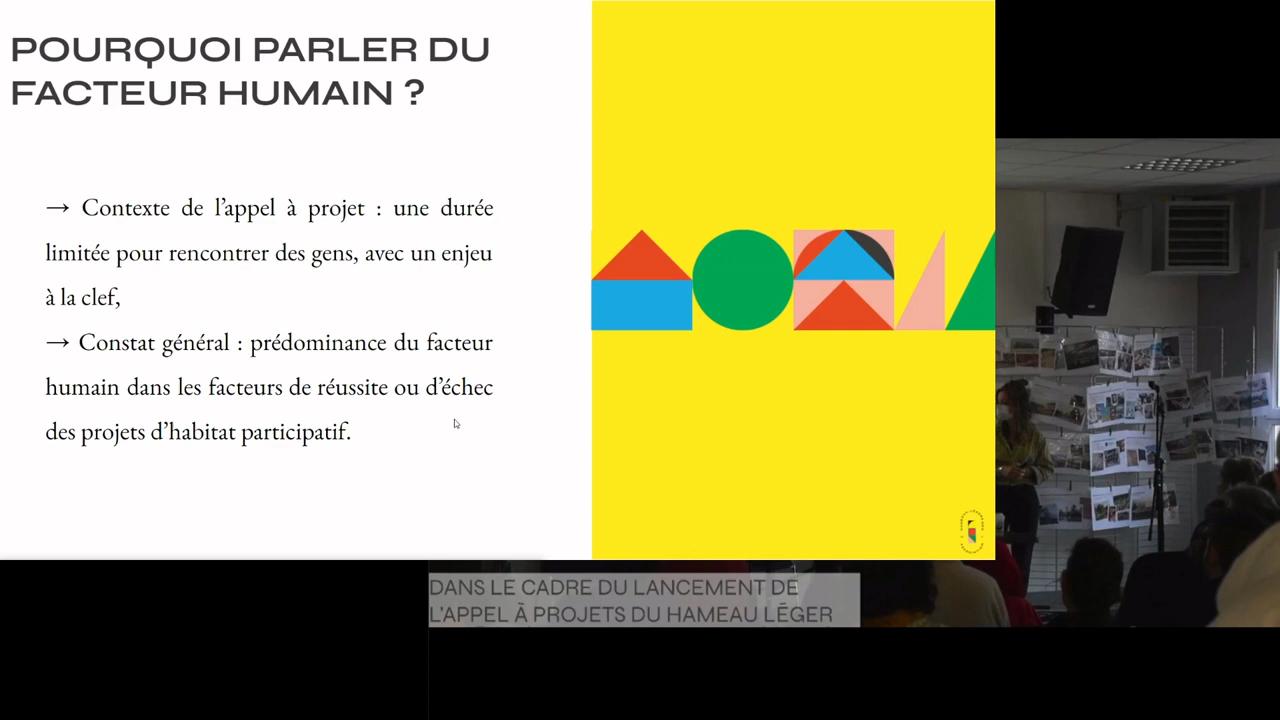 POURQUOI PARLER DU
FACTEUR HUMAIN ?
→ Contexte de l’appel à projet : une durée
limitée pour rencontrer des gens, avec un enjeu
à la clef,
→ Constat général : prédominance du facteur
humain dans les facteurs de réussite ou d’échec
des projets d’habitat participatif.
DANS LE CADRE DU LANCEMENT DE
L’APPEL À PROJETS DU HAMEAU LÉGER